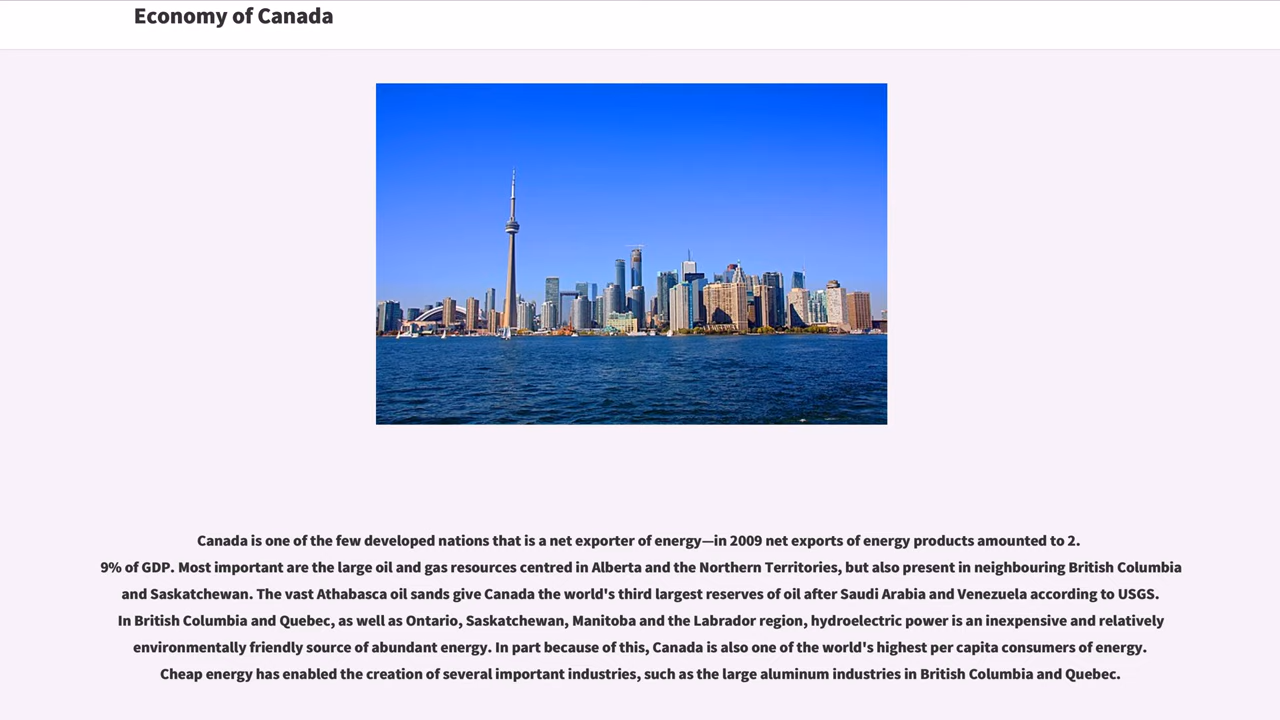 Economy of Canada
Canada is one of the few developed nations that is a net exporter of energy—in 2009 net exports of energy products amounted to 2.
9% of GDP. Most important are the large oil and gas resources centred in Alberta and the Northern Territories, but also present in neighbouring British Columbia
and Saskatchewan. The vast Athabasca oil sands give Canada the world's third largest reserves of oil after Saudi Arabia and Venezuela according to USGS.
In British Columbia and Quebec, as well as Ontario, Saskatchewan, Manitoba and the Labrador region, hydroelectric power is an inexpensive and relatively
environmentally friendly source of abundant energy. In part because of this, Canada is also one of the world's highest per capita consumers of energy.
Cheap energy has enabled the creation of several important industries, such as the large aluminum industries in British Columbia and Quebec.